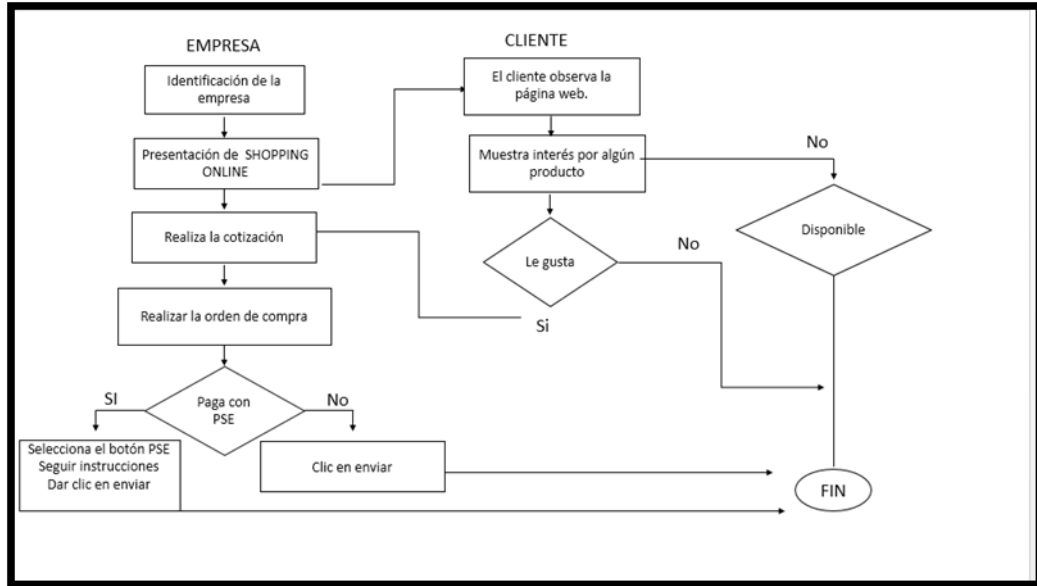 EMPRESA
Identificación de la
empresa
Presentación de SHOPPING
ONLINE
Realiza la cotización
Realizar la orden de compra
SI
Paga con
PSE
No
Selecciona el botón PSE
Seguir instrucciones
Dar clic en enviar
Clic en enviar
CLIENTE
El cliente observa la
página web.
Muestra interés por algún
producto
Le gusta
Si
No
No
Disponible
FIN